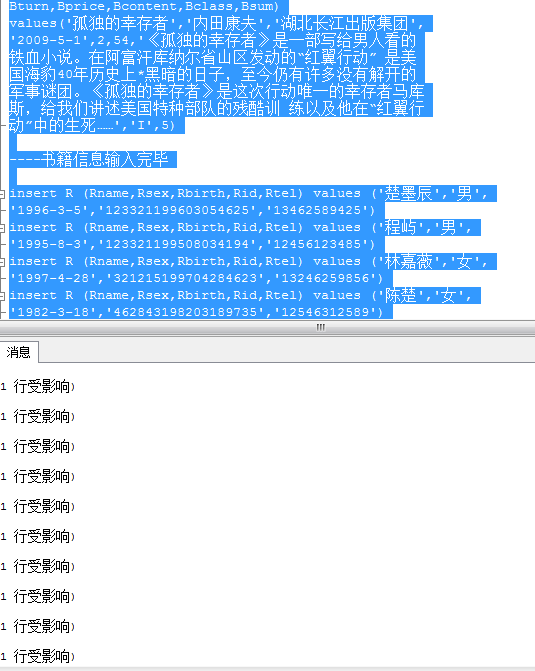 Bturn,Bprice,Bcontent,Bclass,Bsum)
values('孤独的幸存者','内田康夫','湖北长江出版集团',
'2009-5-1',2,54,'《孤独的幸存者》是一部写给男人看的
铁血小说。在阿富汗库纳尔省山区发动的“红翼行动” 是美
国海豹40年历史上*黑暗的日子，至今仍有许多没有解开的
军事谜团。《孤独的幸存者》是这次行动唯一的幸存者马库
斯，给我们讲述美国特种部队的残酷训 练以及他在“红翼行
动”中的生死……','I',5)
----书籍信息输入完毕
insert R (Rname,Rsex,Rbirth,Rid,Rtel) values ('楚墨辰','男',
'1996-3-5','123321199603054625','13462589425')
insert R (Rname,Rsex,Rbirth,Rid,Rtel) values ('程屿','男',
'1995-8-3','123321199508034194','12456123485')
insert R (Rname,Rsex,Rbirth,Rid,Rtel) values ('林嘉薇','女',
'1997-4-28','321215199704284623','13246259856')
insert R (Rname,Rsex,Rbirth,Rid,Rtel) values ('陈楚','女',
'1982-3-18','462843198203189735','12546312589')
消息
1 行受影响)
1 行受影响)
1 行受影响)
1 行受影响)
1 行受影响)
1 行受影响)
1 行受影响)
1 行受影响)
1 行受影响)
1 行受影响)